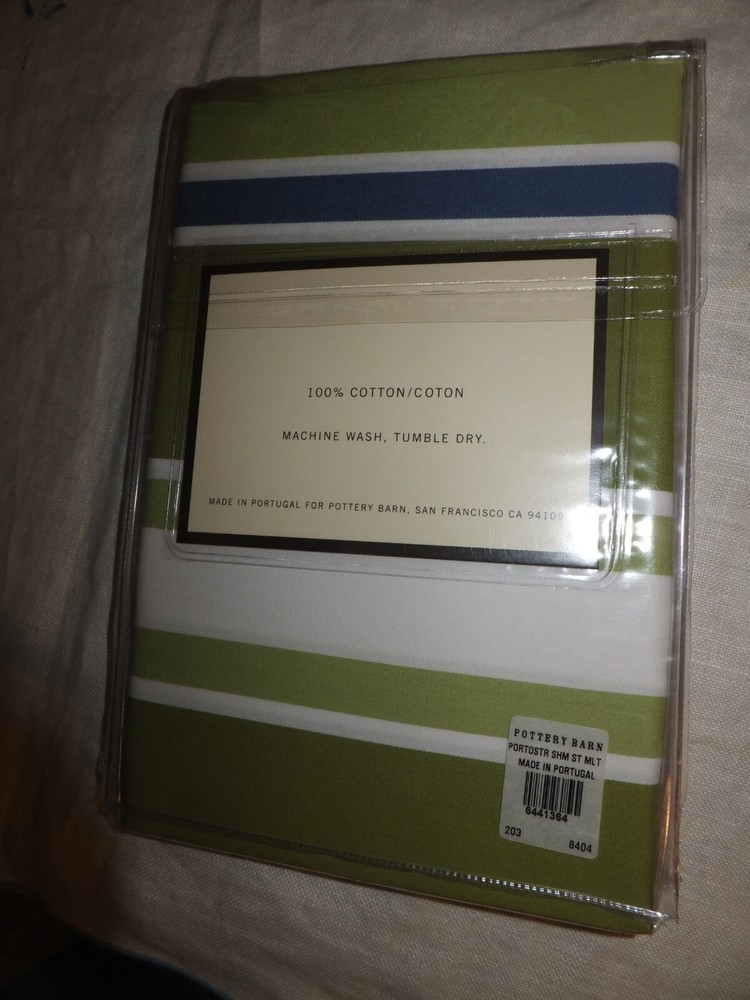 100% COTTON/COTON
MACHINE WASH, TUMBLE DRY.
MADE IN PORTUGAL FOR POTTERY BARN, SAN FRANCISCO CA 94109
POTTERY BARN
PORTOSTR SHM ST MLT
MADE IN PORTUGAL
6441364
203 8404